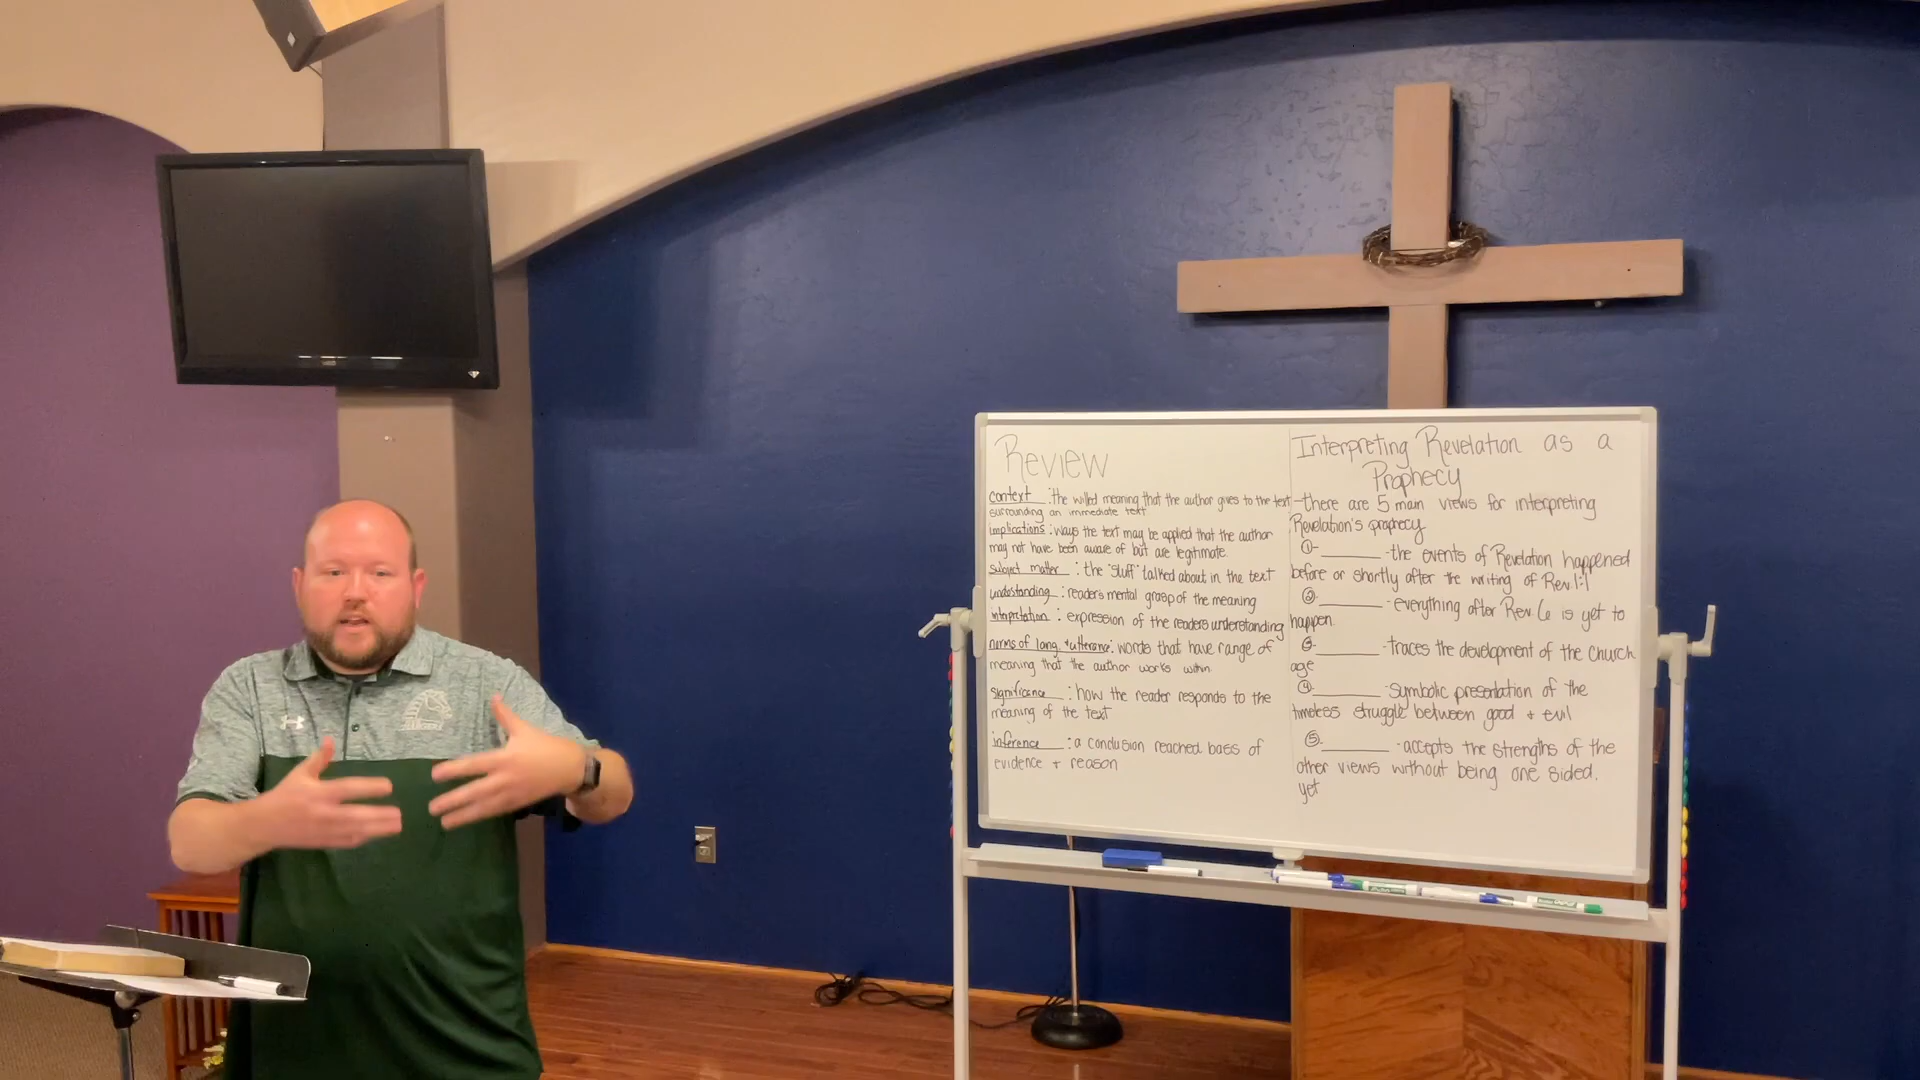 Review
context : the willed meaning that the author gives to the text
surrounding an immediate text
implications : ways the text may be applied that the author
may not have been aware of but are legitimate.
subject matter : the "stuff" talked about in the text
undostanding : reader's mental grasp of the meaning
intrprtation : expression of the readers understanding
norms of lang. + utterance : words that have range of
meaning that the author works within.
significance : how the reader responds to the
meaning of the text
inference : a conclusion reached bass of
evidence + reason
Interpreting Revelation as a
Prophecy
-there are 5 main views for interpreting
Revelation's prophecy
① ______ -the events of Revelation happened
before or shortly after the writing of Rev 1:1
② ______ -everything after Rev. 6 is yet to
happen.
③ ______ -traces the development of the church
age
④ ______ -symbolic presentation of the
timeless struggle between good + evil
⑤ ______ -accepts the strengths of the
other views without being one sided.
yet